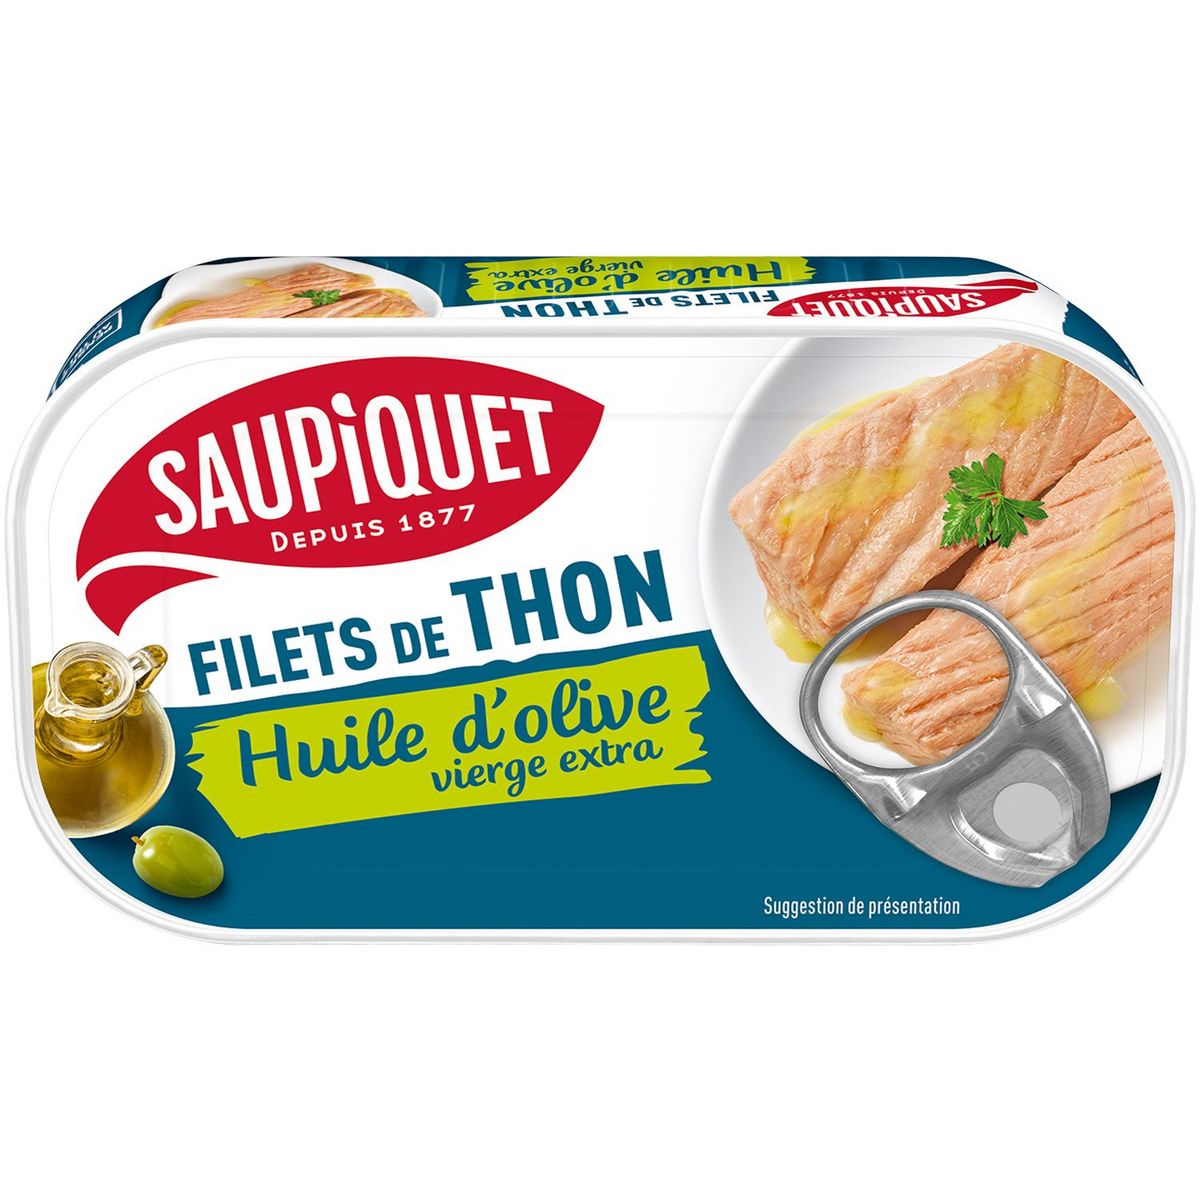 Huile d'olive
vierge extra
FILETS DE THON
SAUPiQUET
DEPUIS 1877
SAUPiQUET
DEPUIS 1877
FILETS DE THON
Huile d'olive
vierge extra
Suggestion de présentation